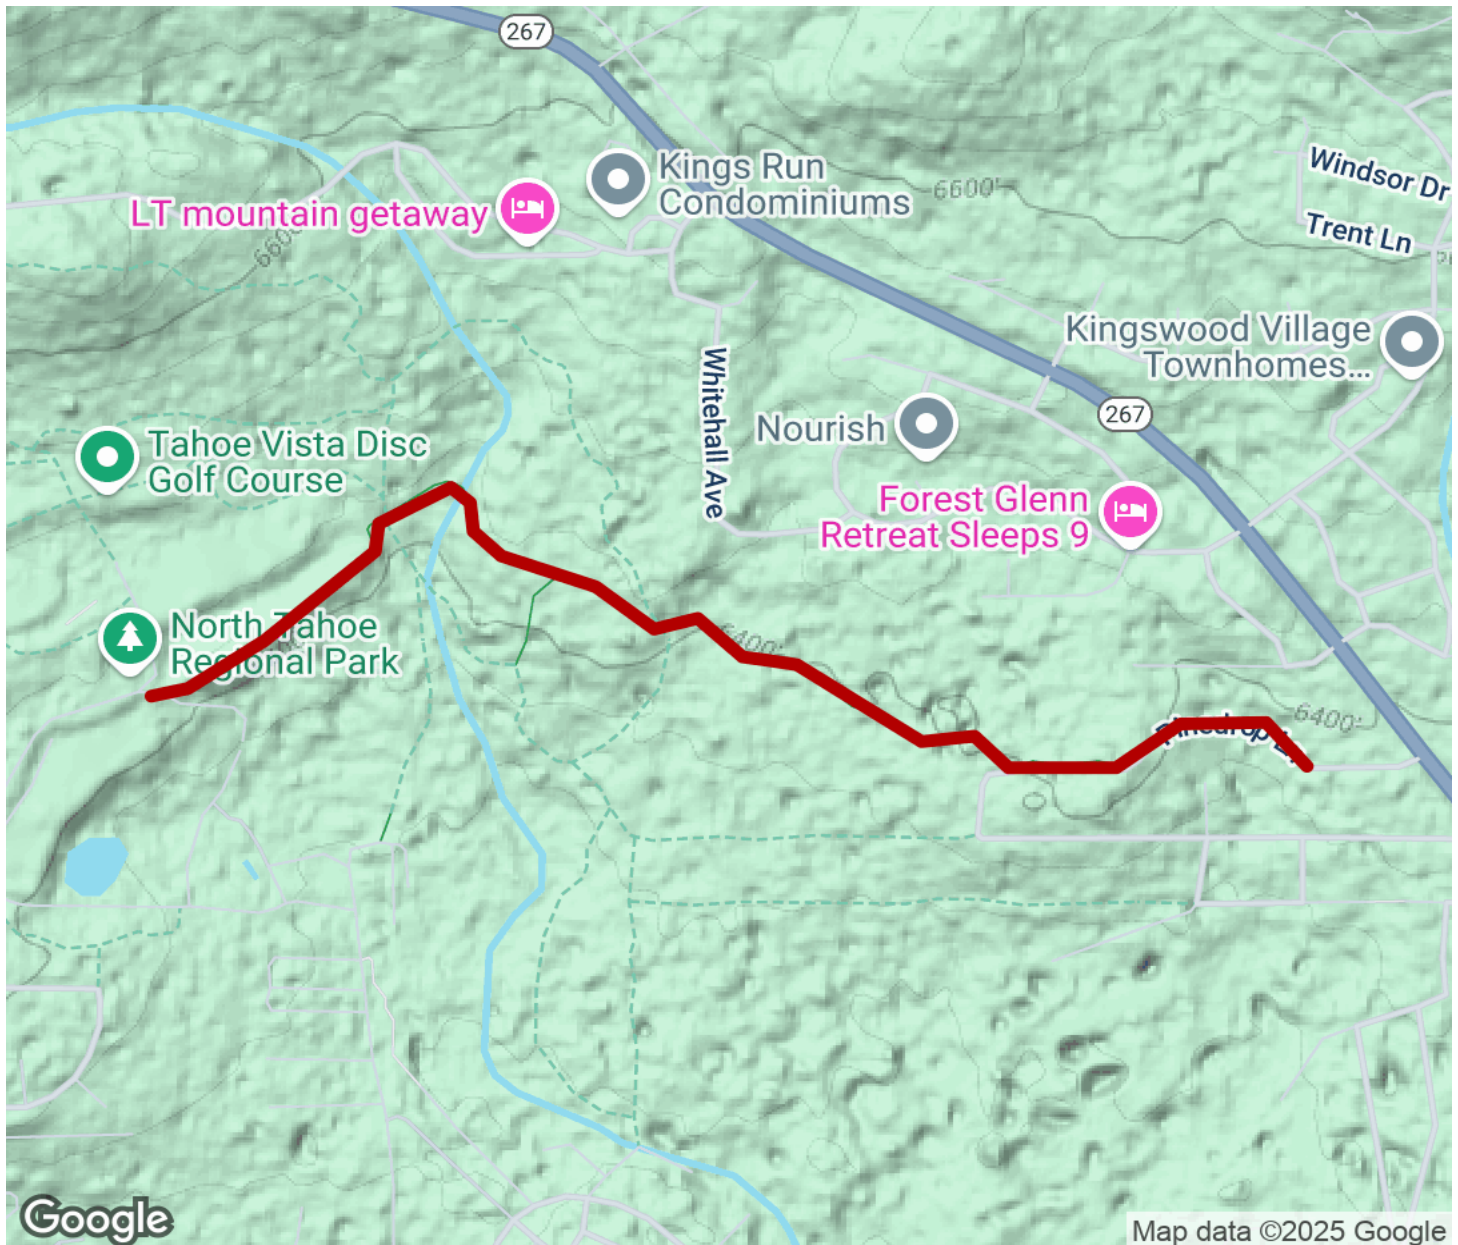 267
Kings Run
Condominiums
6600'
Windsor Dr
Trent Ln
LT mountain getaway
Kingswood Village
Townhomes...
Whitehall Ave
267
Nourish
Tahoe Vista Disc
Golf Course
Forest Glenn
Retreat Sleeps 9
North Tahoe
Regional Park
6400'
6400'
Google
Map data ©2025 Google